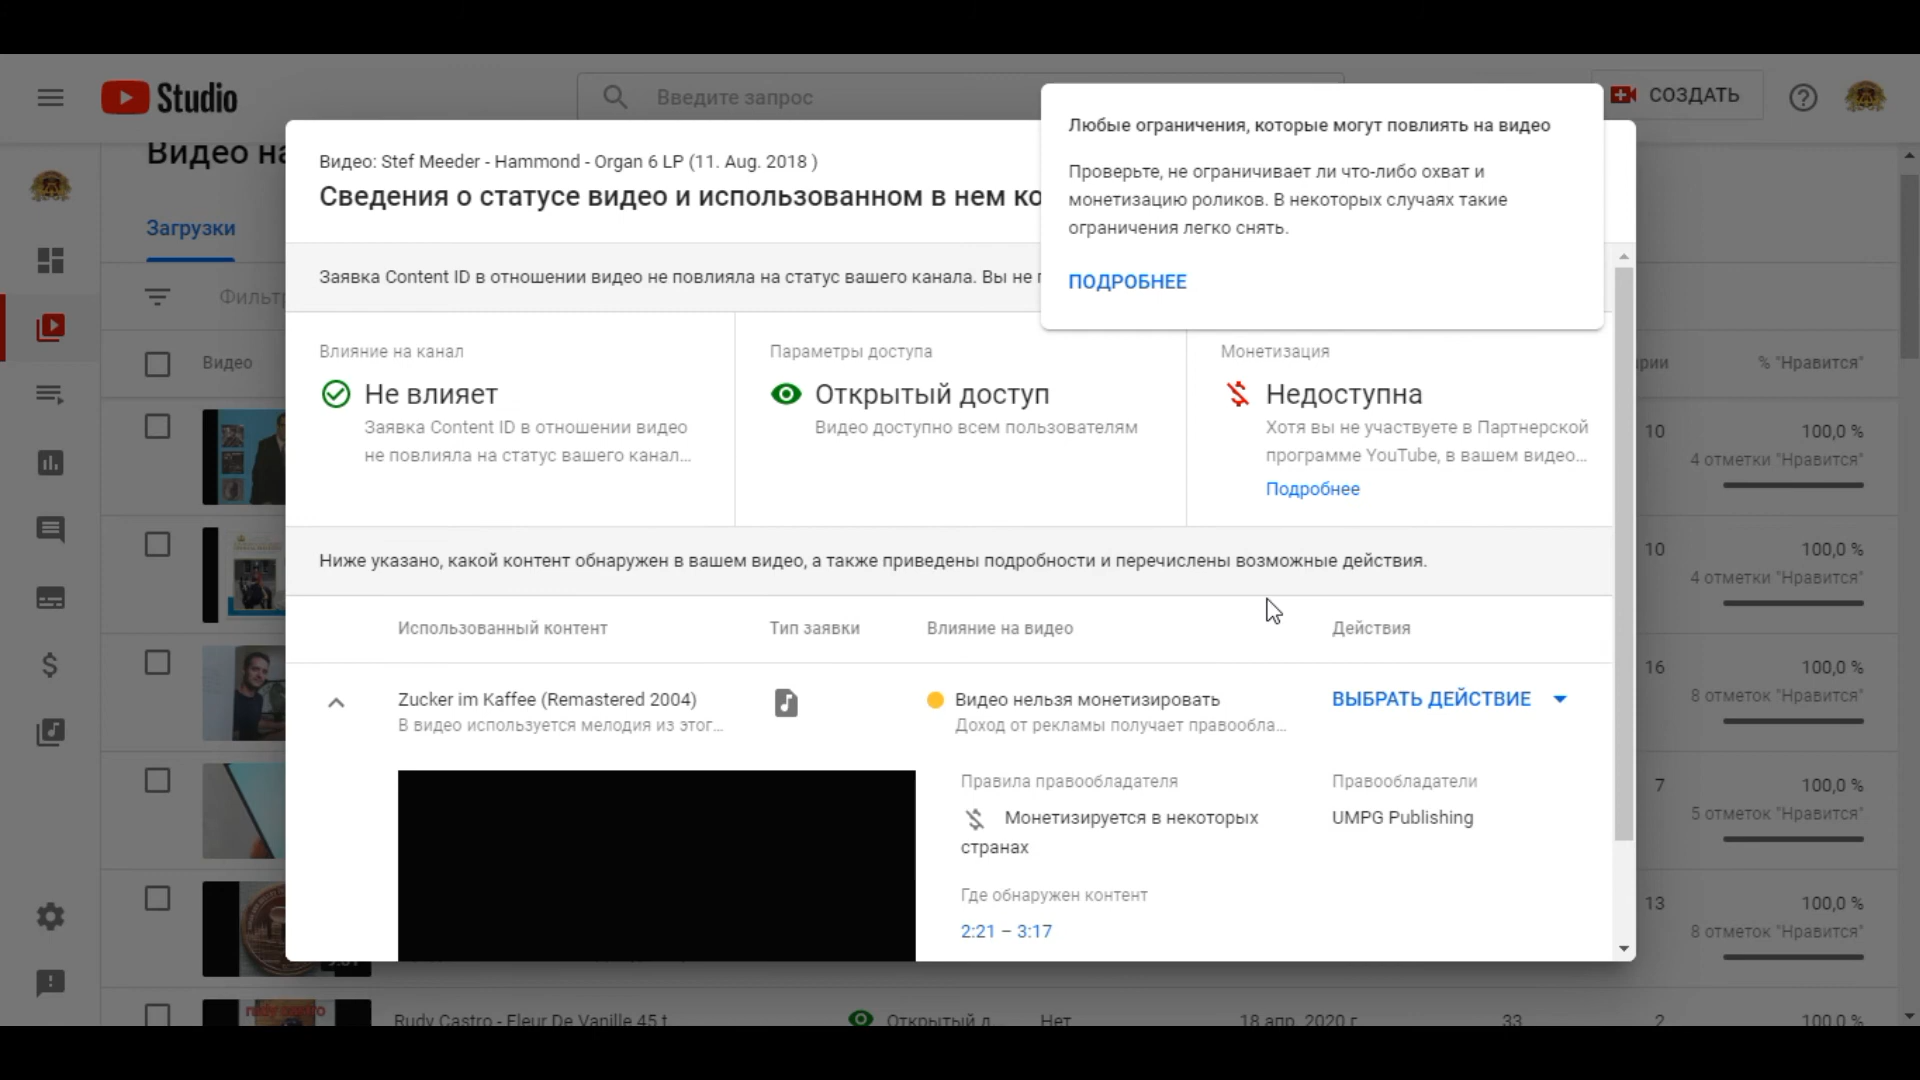 Studio
Введите запрос
СОЗДАТЬ
Видео
Загрузки
Видео
% "Нравится"
Видео: Stef Meeder - Hammond - Organ 6 LP (11. Aug. 2018 )
Сведения о статусе видео и использованном в нем
Любые ограничения, которые могут повлиять на видео
Проверьте, не ограничивает ли что-либо охват и
монетизацию роликов. В некоторых случаях такие
ограничения легко снять.
ПОДРОБНЕЕ
Заявка Content ID в отношении видео не повлияла на статус вашего канала. Вы не
Влияние на канал
Не влияет
Заявка Content ID в отношении видео
не повлияла на статус вашего канала...
Параметры доступа
Открытый доступ
Видео доступно всем пользователям
Монетизация
Недоступна
Хотя вы не участвуете в Партнерской
программе YouTube, в вашем видео...
Подробнее
Ниже указано, какой контент обнаружен в вашем видео, а также приведены подробности и перечислены возможные действия.
Использованный контент
Тип заявки
Влияние на видео
Действия
Zucker im Kaffee (Remastered 2004)
В видео используется мелодия из этог...
Видео нельзя монетизировать
Доход от рекламы получает правообла...
ВЫБРАТЬ ДЕЙСТВИЕ
Правила правообладателя
Монетизируется в некоторых
странах
Правообладатели
UMPG Publishing
Где обнаружен контент
2:21 – 3:17
10
100,0 %
4 отметки "Нравится"
10
100,0 %
4 отметки "Нравится"
16
100,0 %
8 отметок "Нравится"
7
100,0 %
5 отметок "Нравится"
13
100,0 %
8 отметок "Нравится"
Rudy Castro - Fleur De Vanille 45 t
Открытый д...
Нет
18 апр. 2020 г.
33
2
100,0 %